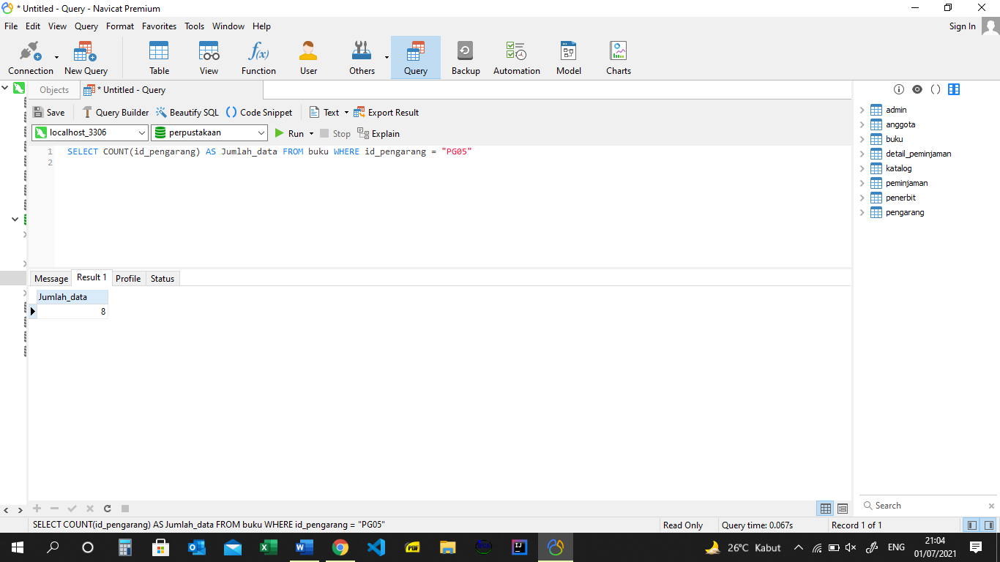 * Untitled - Query - Navicat Premium
File Edit View Query Format Favorites Tools Window Help Sign In
Connection New Query Table View Function User Others Query Backup Automation Model Charts
f(x)
Objects * Untitled - Query
Save Query Builder Beautify SQL () Code Snippet Text Export Result
localhost_3306 perpustakaan Run Stop Explain
1 SELECT COUNT(id_pengarang) AS Jumlah_data FROM buku WHERE id_pengarang = "PG05"
2
admin
anggota
buku
detail_peminjaman
katalog
peminjaman
penerbit
pengarang
Message Result 1 Profile Status
Jumlah_data
8
Search
SELECT COUNT(id_pengarang) AS Jumlah_data FROM buku WHERE id_pengarang = "PG05" Read Only Query time: 0.067s Record 1 of 1
26°C Kabut ENG 21:04
01/07/2021